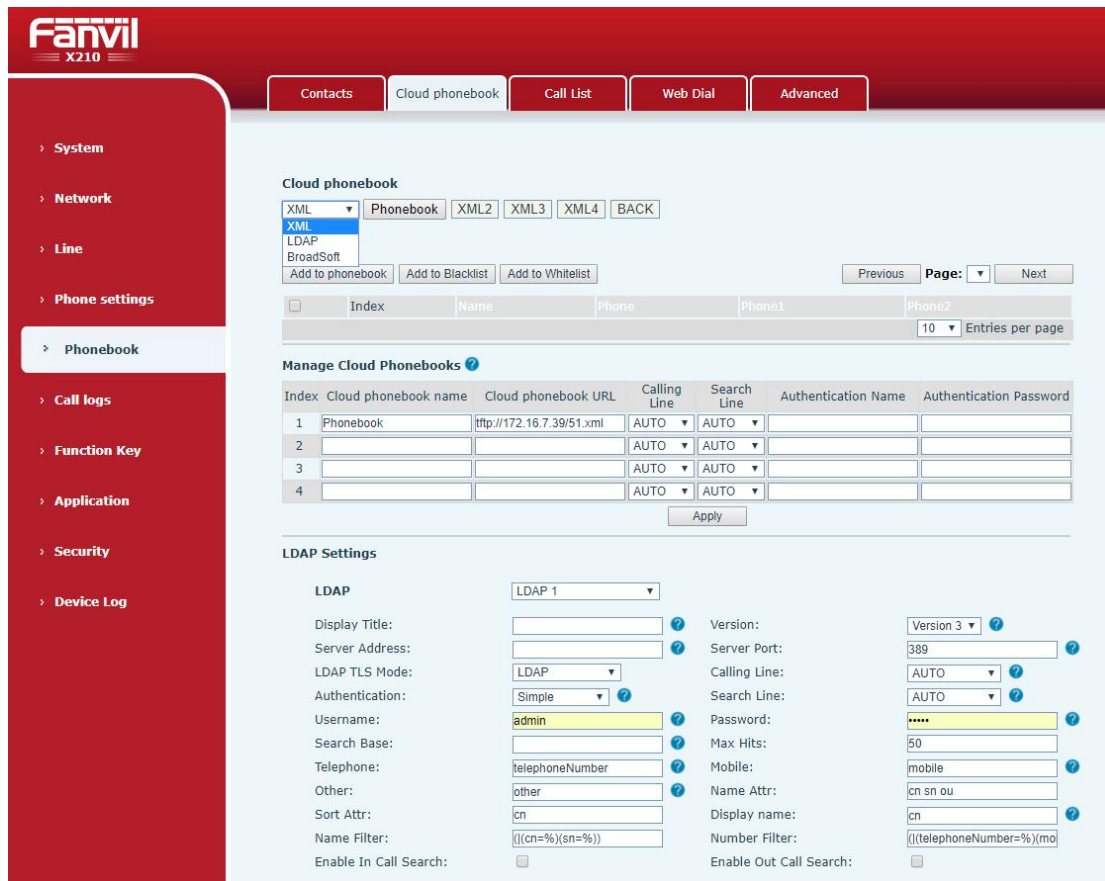 Fanvil
X210
Contacts Cloud phonebook Call List Web Dial Advanced
› System
› Network
› Line
› Phone settings
› Phonebook
› Call logs
› Function Key
› Application
› Security
› Device Log
Cloud phonebook
XML Phonebook XML2 XML3 XML4 BACK
XML
LDAP
BroadSoft
Add to phonebook Add to Blacklist Add to Whitelist Previous Page: Next
Index Name Phone Phone1 Phone2
10 Entries per page
Manage Cloud Phonebooks ?
Index Cloud phonebook name Cloud phonebook URL Calling Line Search Line Authentication Name Authentication Password
1 Phonebook tftp://172.16.7.39/51.xml AUTO AUTO
2 AUTO AUTO
3 AUTO AUTO
4 AUTO AUTO
Apply
LDAP Settings
LDAP LDAP 1
Display Title: ? Version: Version 3 ?
Server Address: ? Server Port: 389 ?
LDAP TLS Mode: LDAP Calling Line: AUTO ?
Authentication: Simple ? Search Line: AUTO ?
Username: admin ? Password: ••••• ?
Search Base: ? Max Hits: 50
Telephone: telephoneNumber ? Mobile: mobile ?
Other: other ? Name Attr: cn sn ou
Sort Attr: cn Display name: cn ?
Name Filter: (|(cn=%)(sn=%)) Number Filter: (|(telephoneNumber=%)(mo
Enable In Call Search: Enable Out Call Search: